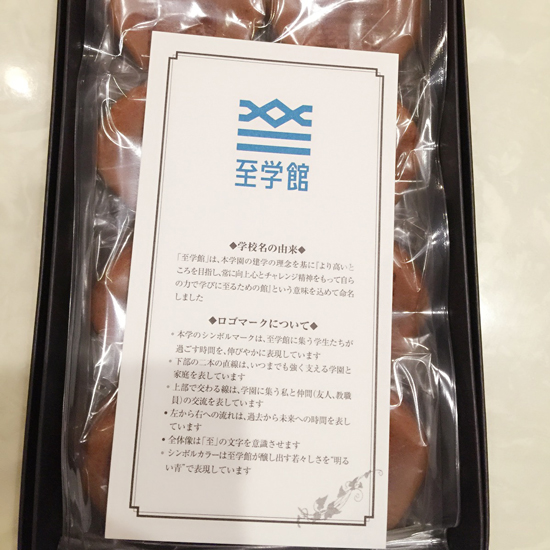 至学館
◆学校名の由来◆
「至学館」は、本学園の建学の理念を基に『より高いと
ころを目指し、常に向上心とチャレンジ精神をもって自ら
の力で学びに至るための館』という意味を込めて命名
しました
◆ロゴマークについて◆
• 本学のシンボルマークは、至学館に集う学生たちが
過ごす時間を、伸びやかに表現しています
• 下部の二本の直線は、いつまでも強く支える学園と
家庭を表しています
• 上部で交わる線は、学園に集う私と仲間(友人、教職
員)の交流を表しています
• 左から右への流れは、過去から未来への時間を表し
ています
• 全体像は「至」の文字を意識させます
• シンボルカラーは至学館が醸し出す若々しさを“明る
い青”で表現しています